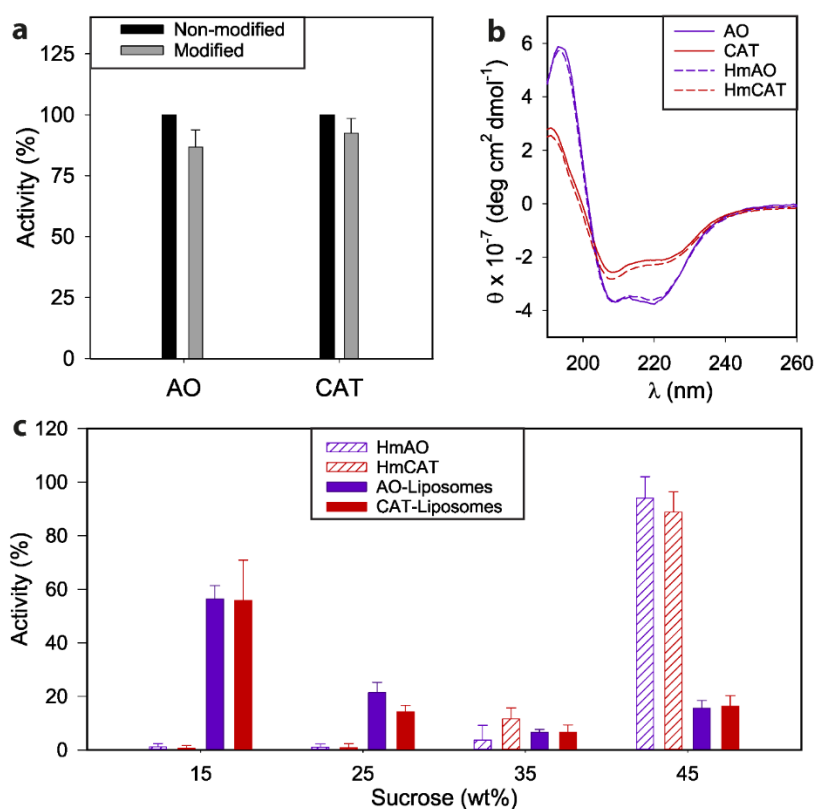 a
Non-modified
Modified
Activity (%)
125
100
75
50
25
0
AO
CAT
b
AO
CAT
HmAO
HmCAT
θ x 10⁻⁷ (deg cm² dmol⁻¹)
6
4
2
0
-2
-4
200
220
240
260
λ (nm)
c
HmAO
HmCAT
AO-Liposomes
CAT-Liposomes
Activity (%)
120
100
80
60
40
20
0
15
25
35
45
Sucrose (wt%)